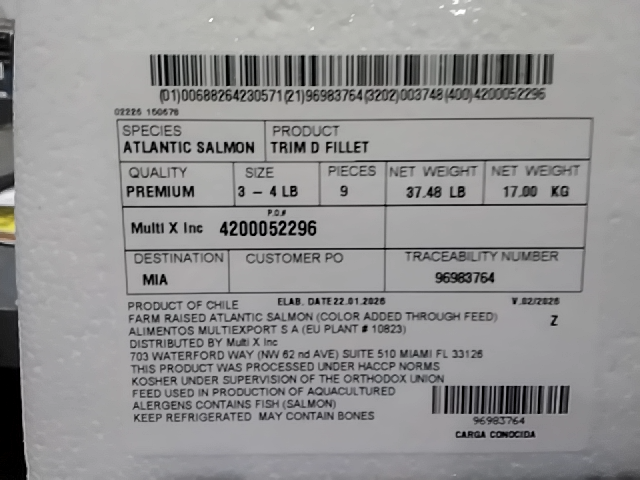 (01)00688264230571(21)96983764(3202)003748(400)4200052296
02226 150678
SPECIES
ATLANTIC SALMON
PRODUCT
TRIM D FILLET
QUALITY
PREMIUM
SIZE
3 - 4 LB
PIECES
9
NET WEIGHT
37.48 LB
NET WEIGHT
17.00 KG
P.O.#
Multi X Inc 4200052296
DESTINATION
MIA
CUSTOMER PO
TRACEABILITY NUMBER
96983764
PRODUCT OF CHILE ELAB. DATE 22.01.2026 V.02/2026
FARM RAISED ATLANTIC SALMON (COLOR ADDED THROUGH FEED) Z
ALIMENTOS MULTIEXPORT S A (EU PLANT # 10823)
DISTRIBUTED BY Multi X Inc
703 WATERFORD WAY (NW 62 nd AVE) SUITE 510 MIAMI FL 33126
THIS PRODUCT WAS PROCESSED UNDER HACCP NORMS
KOSHER UNDER SUPERVISION OF THE ORTHODOX UNION
FEED USED IN PRODUCTION OF AQUACULTURED
ALERGENS CONTAINS FISH (SALMON)
KEEP REFRIGERATED MAY CONTAIN BONES
96983764
CARGA CONOCIDA